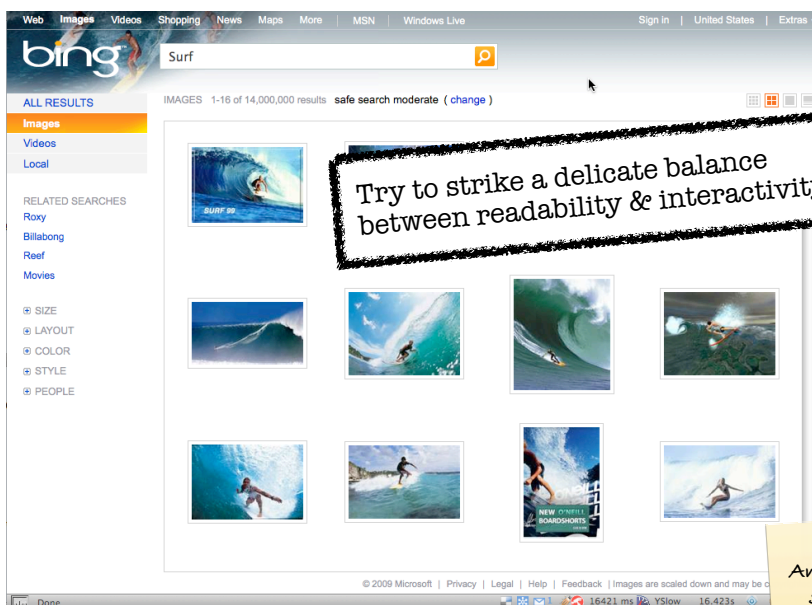 Web Images Videos Shopping News Maps More | MSN | Windows Live Sign in | United States | Extras
bing
Surf
ALL RESULTS
IMAGES 1-16 of 14,000,000 results safe search moderate ( change )
Images
Videos
Local
RELATED SEARCHES
Roxy
Billabong
Reef
Movies
SIZE
LAYOUT
COLOR
STYLE
PEOPLE
SURF 99
Try to strike a delicate balance
between readability & interactivity
NEW O'NEILL
BOARDSHORTS
© 2009 Microsoft | Privacy | Legal | Help | Feedback | Images are scaled down and may be
Done 1 16421 ms YSlow 16.423s